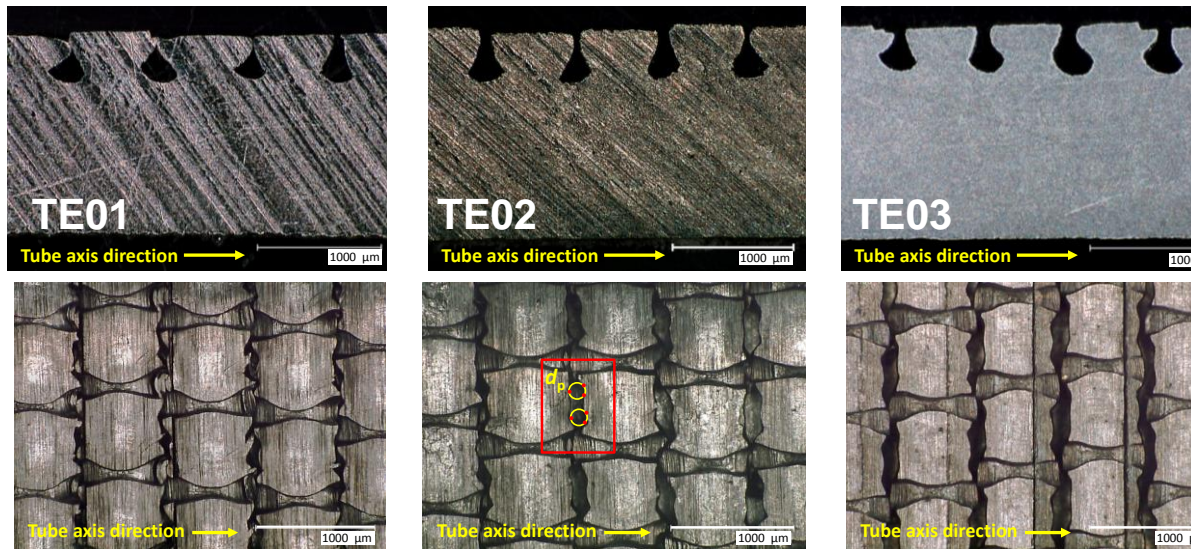 TE01
Tube axis direction
1000 µm
TE02
Tube axis direction
1000 µm
TE03
Tube axis direction
Tube axis direction
1000 µm
dp
Tube axis direction
1000 µm
Tube axis direction